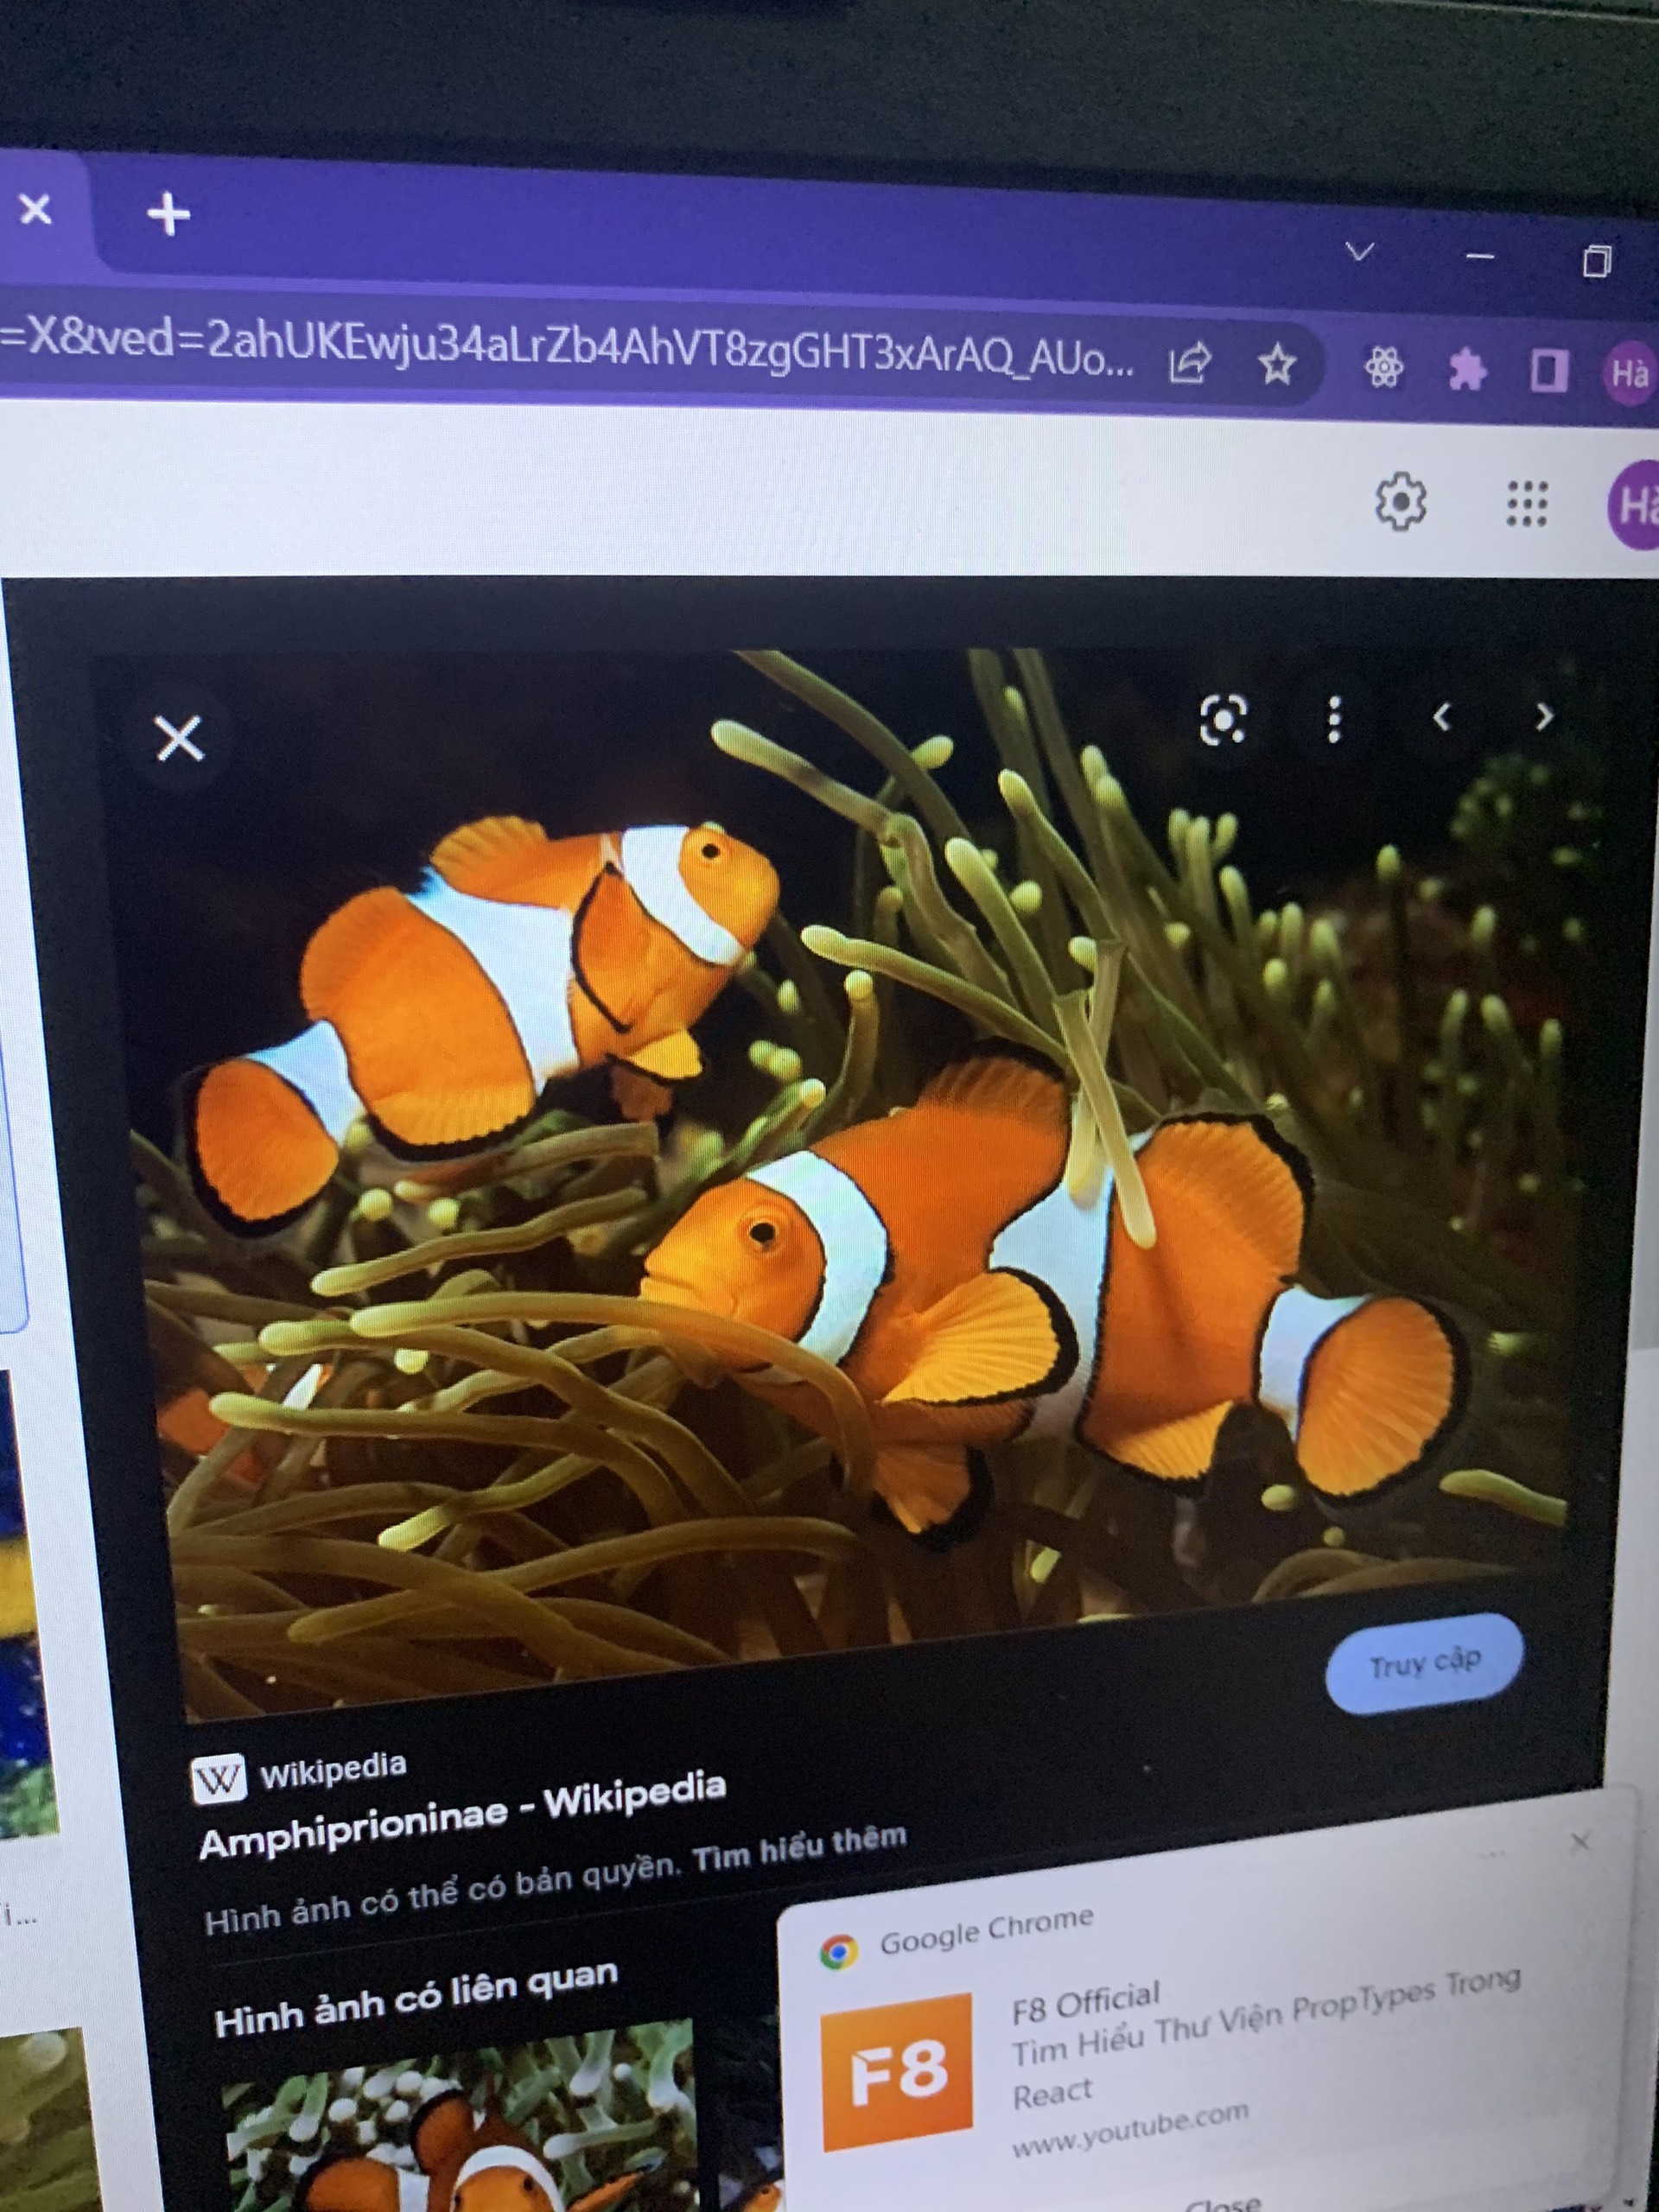 =X&ved=2ahUKEwju34aLrZb4AhVT8zgGHT3xArAQ_AUo...
Hà
Truy cập
W Wikipedia
Amphiprioninae - Wikipedia
Hình ảnh có thể có bản quyền. Tìm hiểu thêm
Hình ảnh có liên quan
Google Chrome
F8
F8 Official
Tìm Hiểu Thư Viện PropTypes Trong
React
www.youtube.com
Close